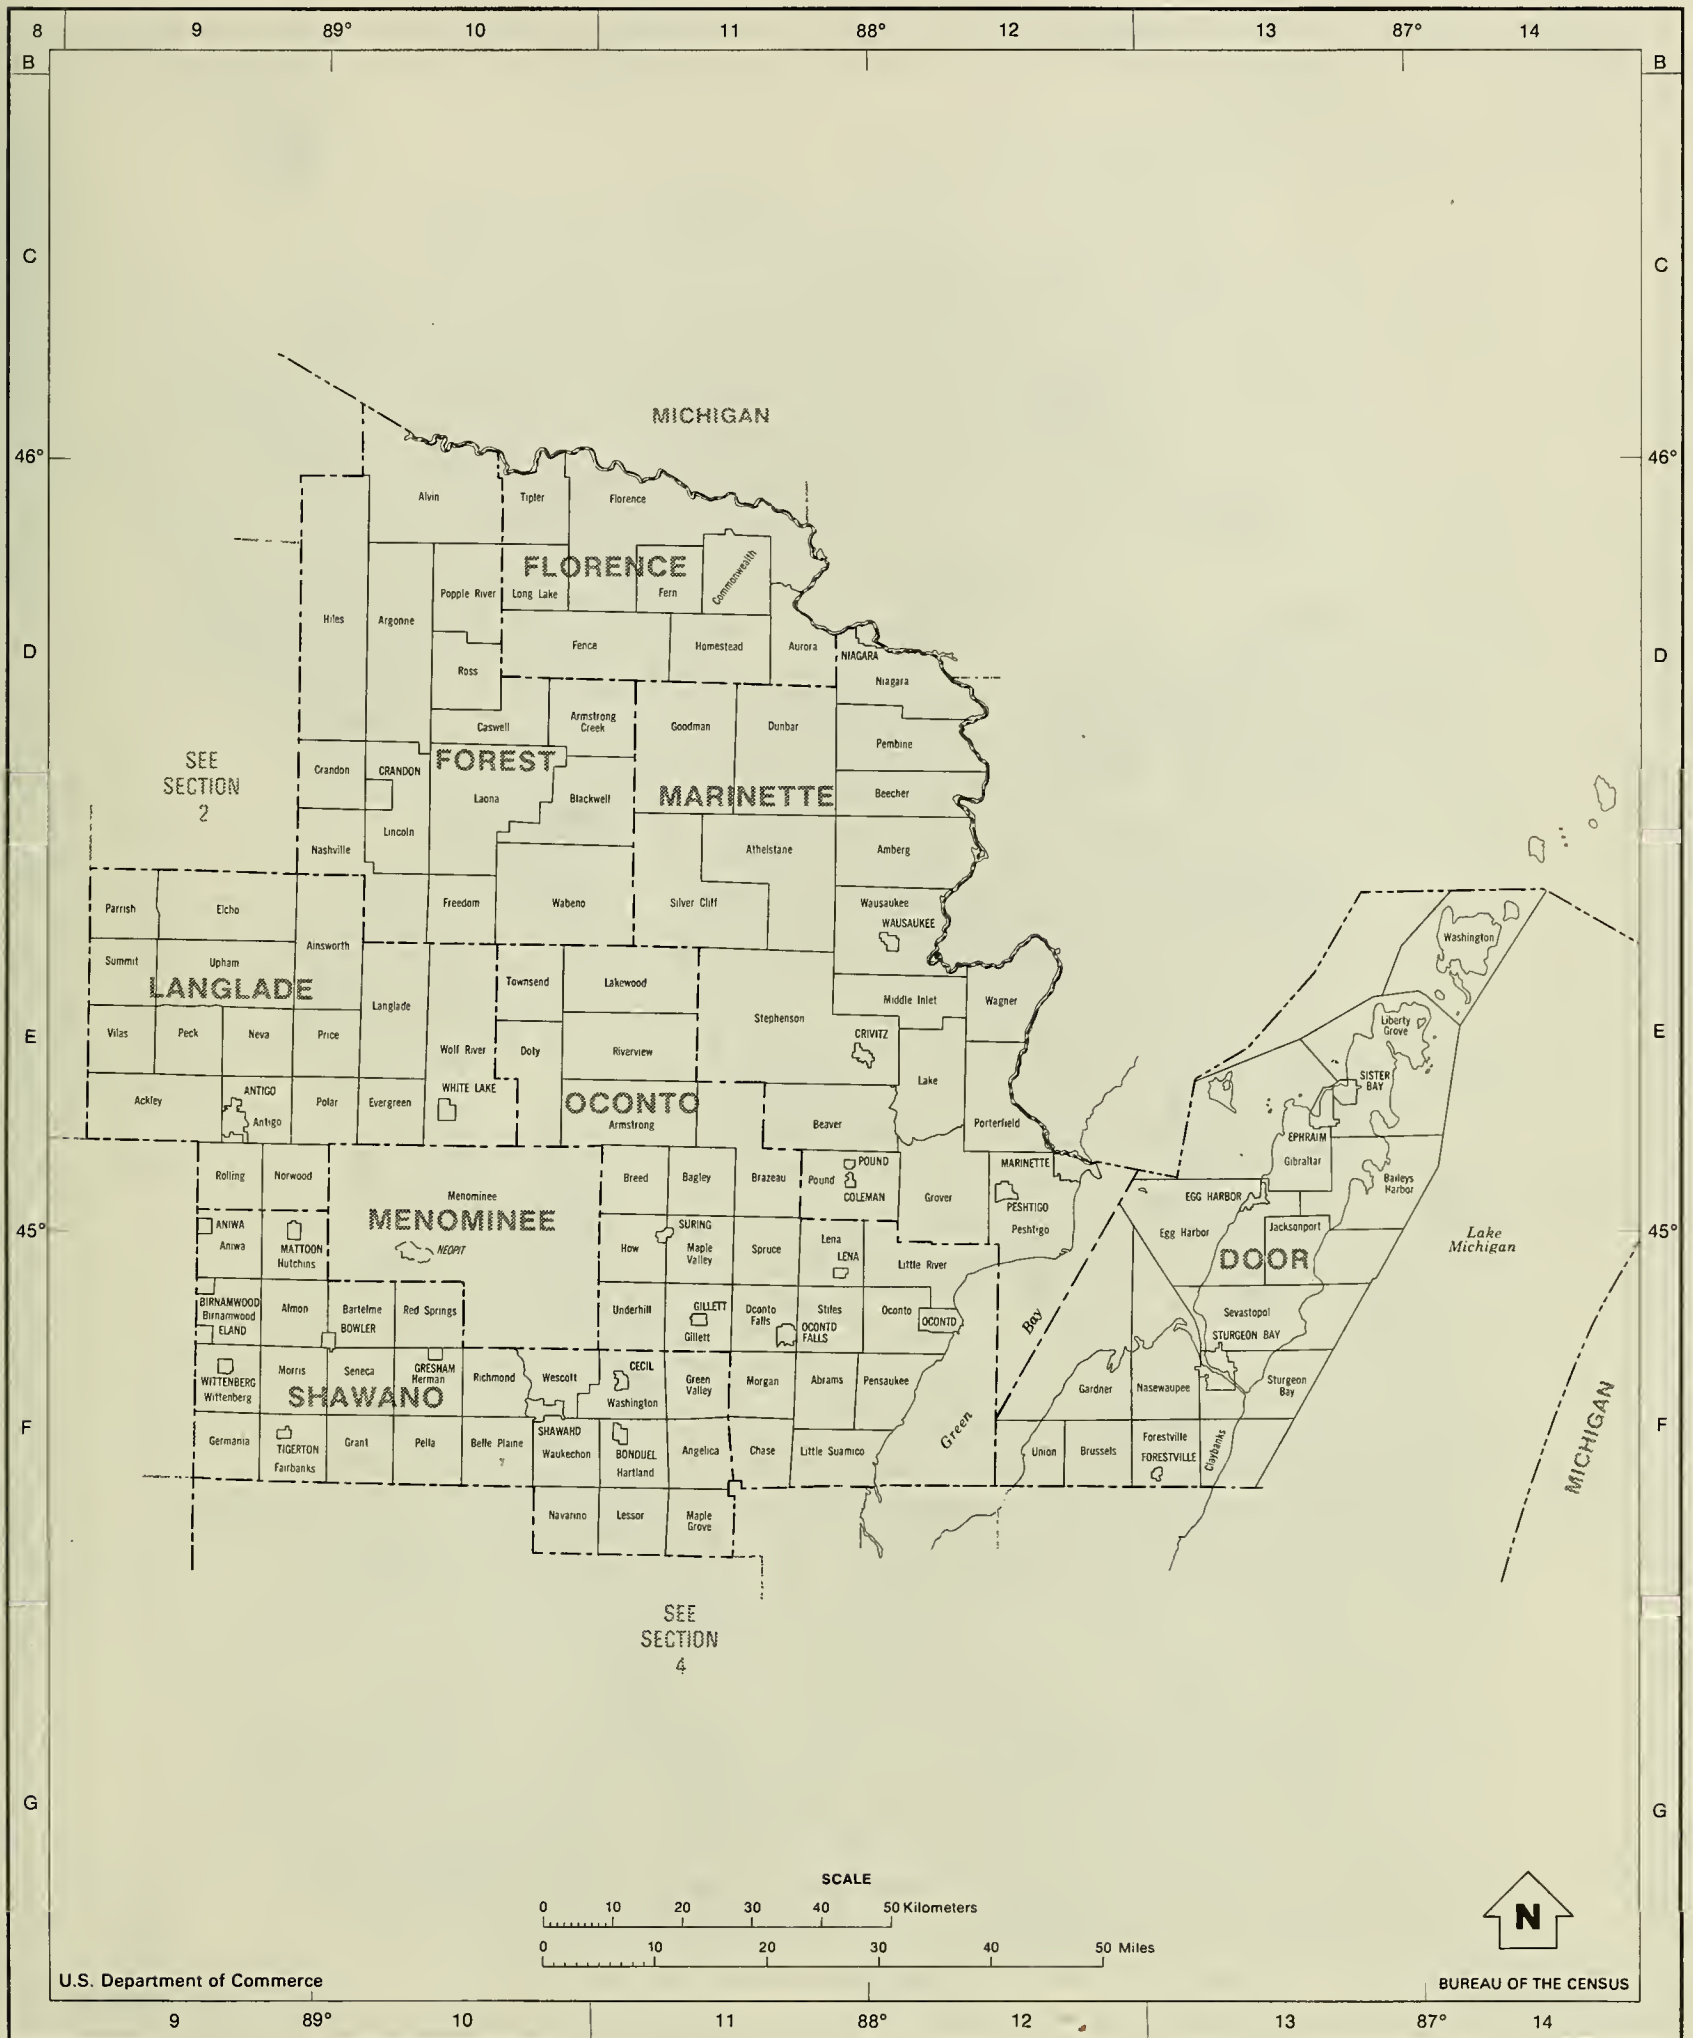 8 9 89° 10 11 88° 12 13 87° 14
B B
C C
MICHIGAN
46° 46°
Alvin Tipler Florence
FLORENCE
Commonwealth
Popple River Long Lake Fern
Hiles Argonne
D D
Fence Homestead Aurora
NIAGARA
Ross
Niagara
Armstrong
Creek
Caswell Goodman Dunbar
Pembine
SEE
SECTION
2
FOREST
Crandon CRANDON
MARINETTE
Laona Blackwell Beecher
Lincoln
Nashville Athelstane Amberg
Parrish Elcho Freedom Wabeno Silver Cliff Wausaukee
WAUSAUKEE
Washington
Ainsworth
Summit Upham
LANGLADE
Townsend Lakewood
Langlade Middle Inlet Wagner
Stephenson
Liberty
Grove
E E
Vilas Peck Neva Price
CRIVITZ
Wolf River Doty Riverview
SISTER
BAY
Lake
WHITE LAKE
ANTIGO
Ackley Polar Evergreen
OCONTO
Antigo Armstrong Beaver Porterfield
EPHRAIM
Gibraltar
POUND MARINETTE
Rolling Norwood Breed Bagley Brazeau Pound
Baileys
Harbor
Menominee COLEMAN Grover EGG HARBOR
PESHTIGO
MENOMINEE
45° 45°
ANIWA SURING Peshtigo Egg Harbor Jacksonport
Lake
Michigan
Aniwa MATTOON
Hutchins
NEOPIT
How Maple
Valley
Spruce Lena
LENA
Little River
DOOR
BIRNAMWOOD
Birnamwood
ELAND
Almon Bartelme Red Springs
BOWLER
Underhill GILLETT
Gillett
Oconto
Falls
Stiles
OCONTO
FALLS
Oconto
OCONTO
Bay
Sevastopol
STURGEON BAY
WITTENBERG
Wittenberg
Morris Seneca GRESHAM
Herman
Richmond Wescott CECIL
Washington
Green
Valley
Morgan Abrams Pensaukee
Gardner Nasewaupee Sturgeon
Bay
SHAWANO
MICHIGAN
F F
Green
Germania TIGERTON
Fairbanks
Grant Pella Belle Plaine SHAWANO
Waukechon
BONDUEL
Hartland
Angelica Chase Little Suamico
Union Brussels Forestville
FORESTVILLE
Claybanks
Navarino Lessor Maple
Grove
SEE
SECTION
4
G G
SCALE
0 10 20 30 40 50 Kilometers
0 10 20 30 40 50 Miles
N
U.S. Department of Commerce BUREAU OF THE CENSUS
9 89° 10 11 88° 12 13 87° 14